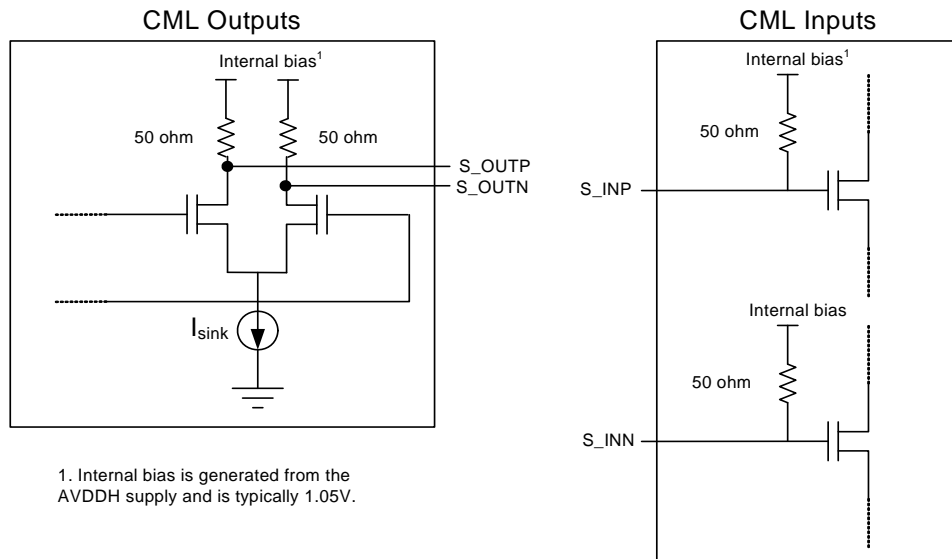 CML Outputs
Internal bias¹
50 ohm
50 ohm
S_OUTP
S_OUTN
Isink
1. Internal bias is generated from the
AVDDH supply and is typically 1.05V.
CML Inputs
Internal bias¹
50 ohm
S_INP
Internal bias
50 ohm
S_INN